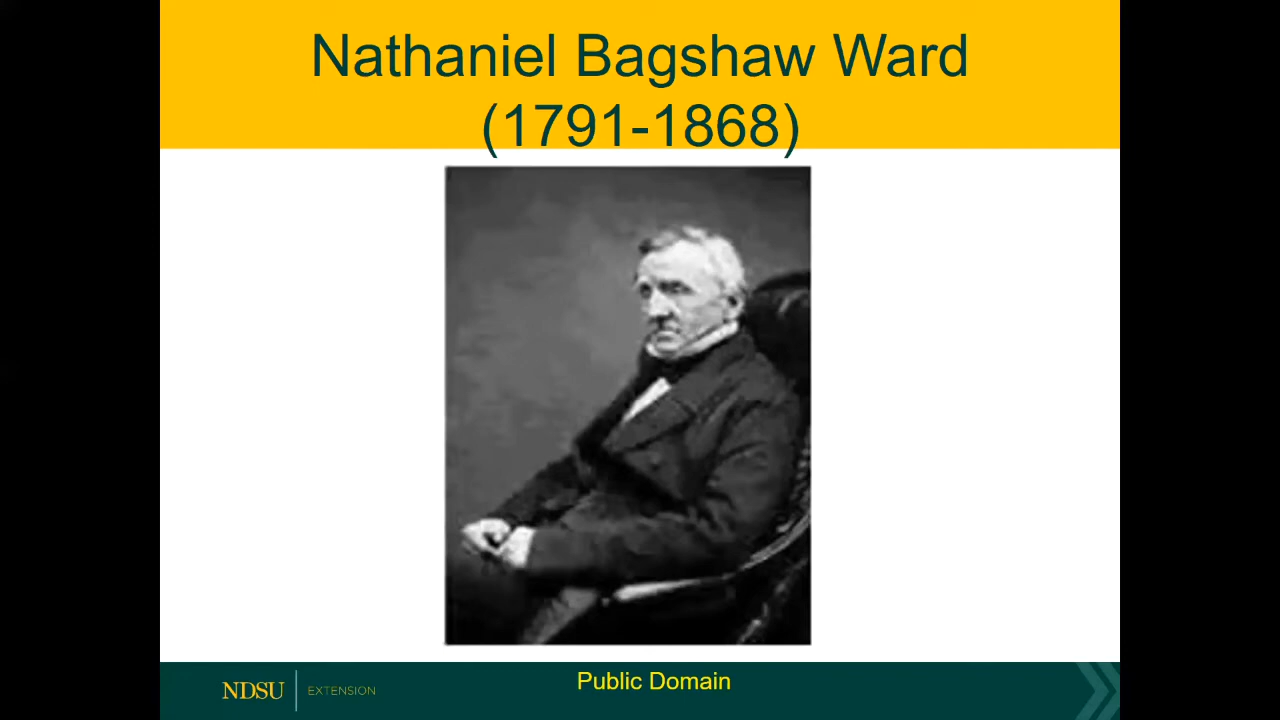 Nathaniel Bagshaw Ward
(1791-1868)
Public Domain
NDSU EXTENSION